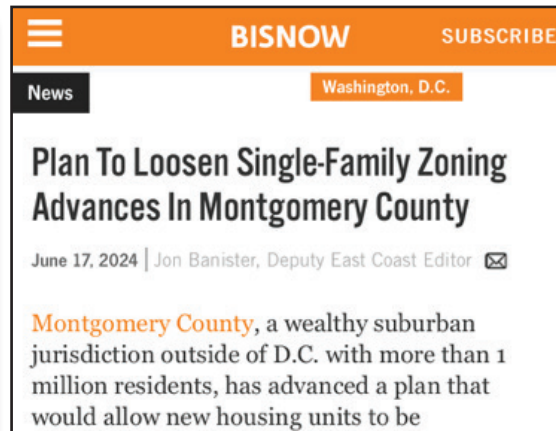 BISNOW SUBSCRIBE
News Washington, D.C.
Plan To Loosen Single-Family Zoning
Advances In Montgomery County
June 17, 2024 | Jon Banister, Deputy East Coast Editor
Montgomery County, a wealthy suburban
jurisdiction outside of D.C. with more than 1
million residents, has advanced a plan that
would allow new housing units to be